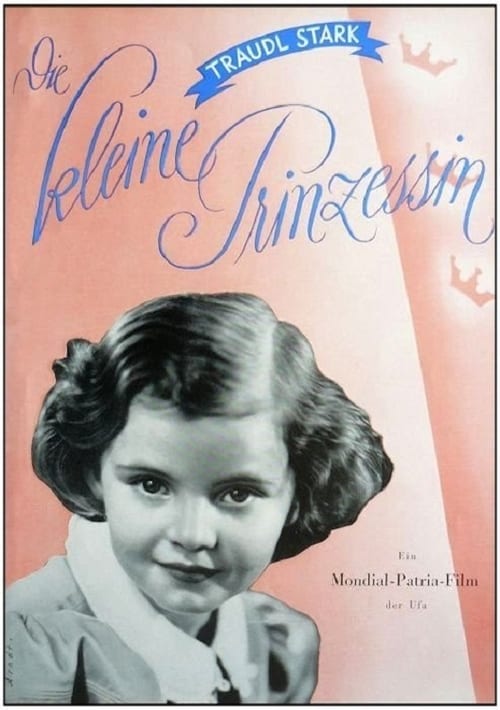 TRAUDL STARK
Die
kleine
Prinzessin
Ein
Mondial-Patria-Film
der Ufa